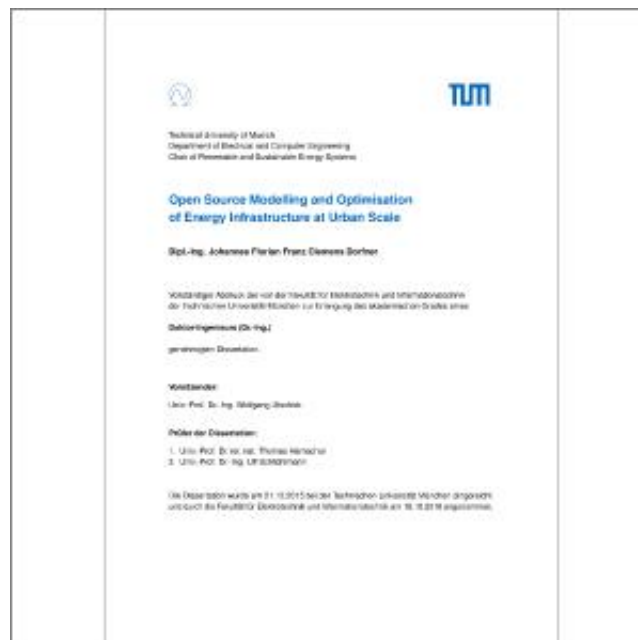 TUM
Technical University of Munich
Department of Electrical and Computer Engineering
Chair of Renewable and Sustainable Energy Systems
Open Source Modelling and Optimisation
of Energy Infrastructure at Urban Scale
Dipl.-Ing. Johannes Florian Franz Clemens Dorfner
Vollständiger Abdruck der von der Fakultät für Elektrotechnik und Informationstechnik
der Technischen Universität München zur Erlangung des akademischen Grades eines
Doktor-Ingenieurs (Dr.-Ing.)
genehmigten Dissertation.
Vorsitzender:
Univ.-Prof. Dr.-Ing. Wolfgang
Prüfer der Dissertation:
1. Univ.-Prof. Dr. rer. nat. Thomas Hamacher
2. Univ.-Prof. Dr.-Ing. Ulf Schlichtmann
Die Dissertation wurde am 21.12.2015 bei der Technischen Universität München eingereicht
und durch die Fakultät für Elektrotechnik und Informationstechnik am angenommen.